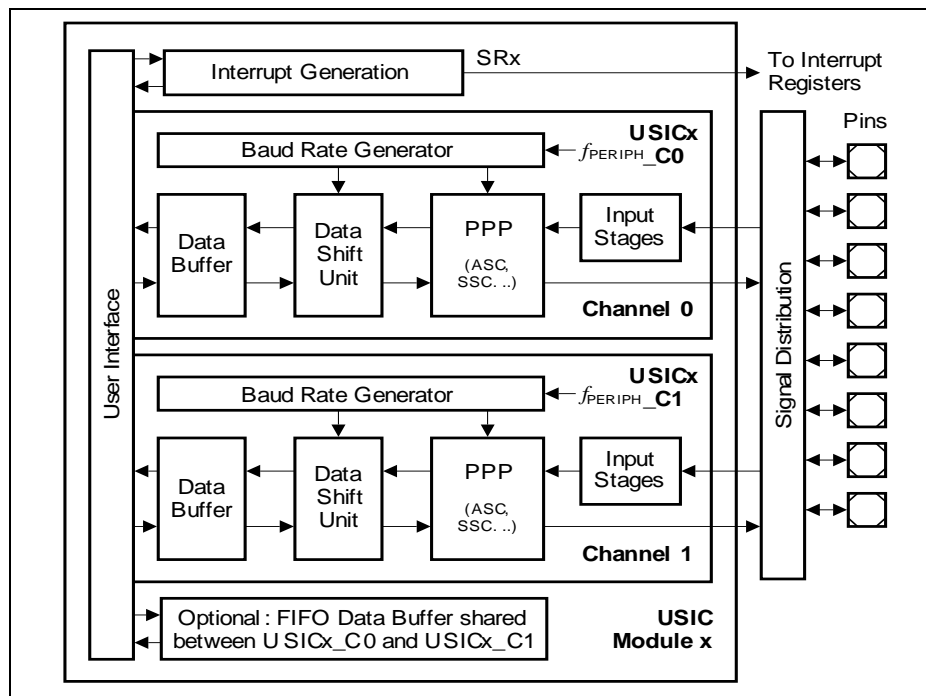 Interrupt Generation
SRx
To Interrupt
Registers
Pins
User Interface
Signal Distribution
USICx
Baud Rate Generator
fPERIPH_C0
Data
Buffer
Data
Shift
Unit
PPP
(ASC,
SSC. ..)
Input
Stages
Channel 0
USICx
Baud Rate Generator
fPERIPH_C1
Data
Buffer
Data
Shift
Unit
PPP
(ASC,
SSC. ..)
Input
Stages
Channel 1
Optional : FIFO Data Buffer shared
between USICx_C0 and USICx_C1
USIC
Module x